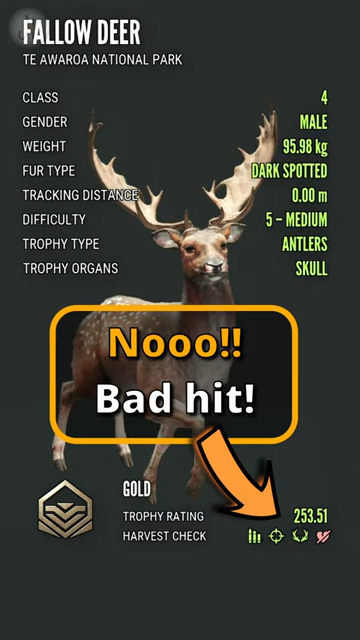 FALLOW DEER
TE AWAROA NATIONAL PARK
CLASS 4
GENDER MALE
WEIGHT 95.98 kg
FUR TYPE DARK SPOTTED
TRACKING DISTANCE 0.00 m
DIFFICULTY 5 – MEDIUM
TROPHY TYPE ANTLERS
TROPHY ORGANS SKULL
Nooo!!
Bad hit!
GOLD
TROPHY RATING 253.51
HARVEST CHECK